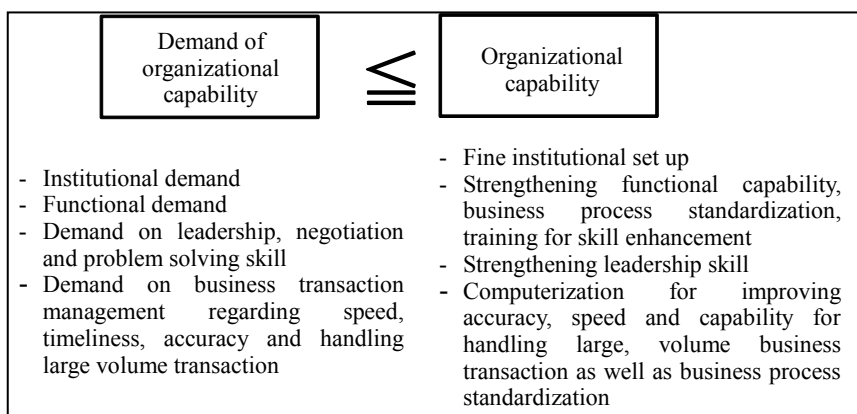 Demand of
organizational
capability
≦
Organizational
capability
- Institutional demand
- Functional demand
- Demand on leadership, negotiation
and problem solving skill
- Demand on business transaction
management regarding speed,
timeliness, accuracy and handling
large volume transaction
- Fine institutional set up
- Strengthening functional capability,
business process standardization,
training for skill enhancement
- Strengthening leadership skill
- Computerization for improving
accuracy, speed and capability for
handling large, volume business
transaction as well as business process
standardization